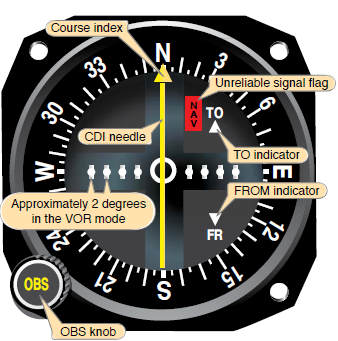 Course index
N
33
3
Unreliable signal flag
30
NAV
TO
6
CDI needle
TO indicator
W
E
FROM indicator
Approximately 2 degrees
in the VOR mode
24
FR
12
21
15
S
OBS
OBS knob